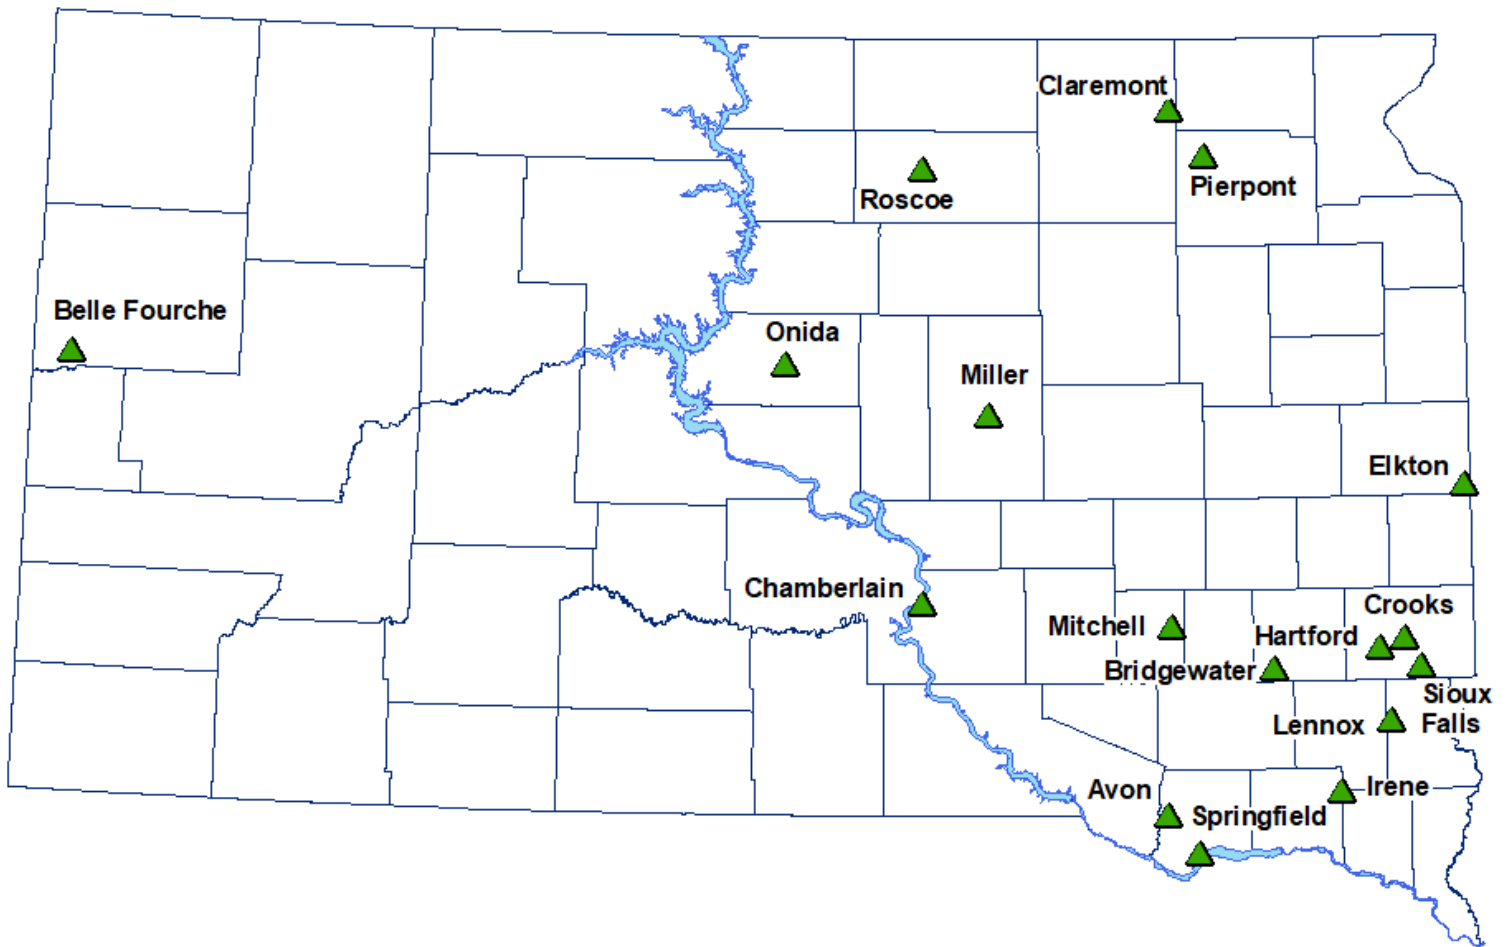 Claremont
Pierpont
Roscoe
Belle Fourche
Onida
Miller
Elkton
Chamberlain
Crooks
Mitchell
Hartford
Bridgewater
Sioux
Falls
Lennox
Avon
Irene
Springfield